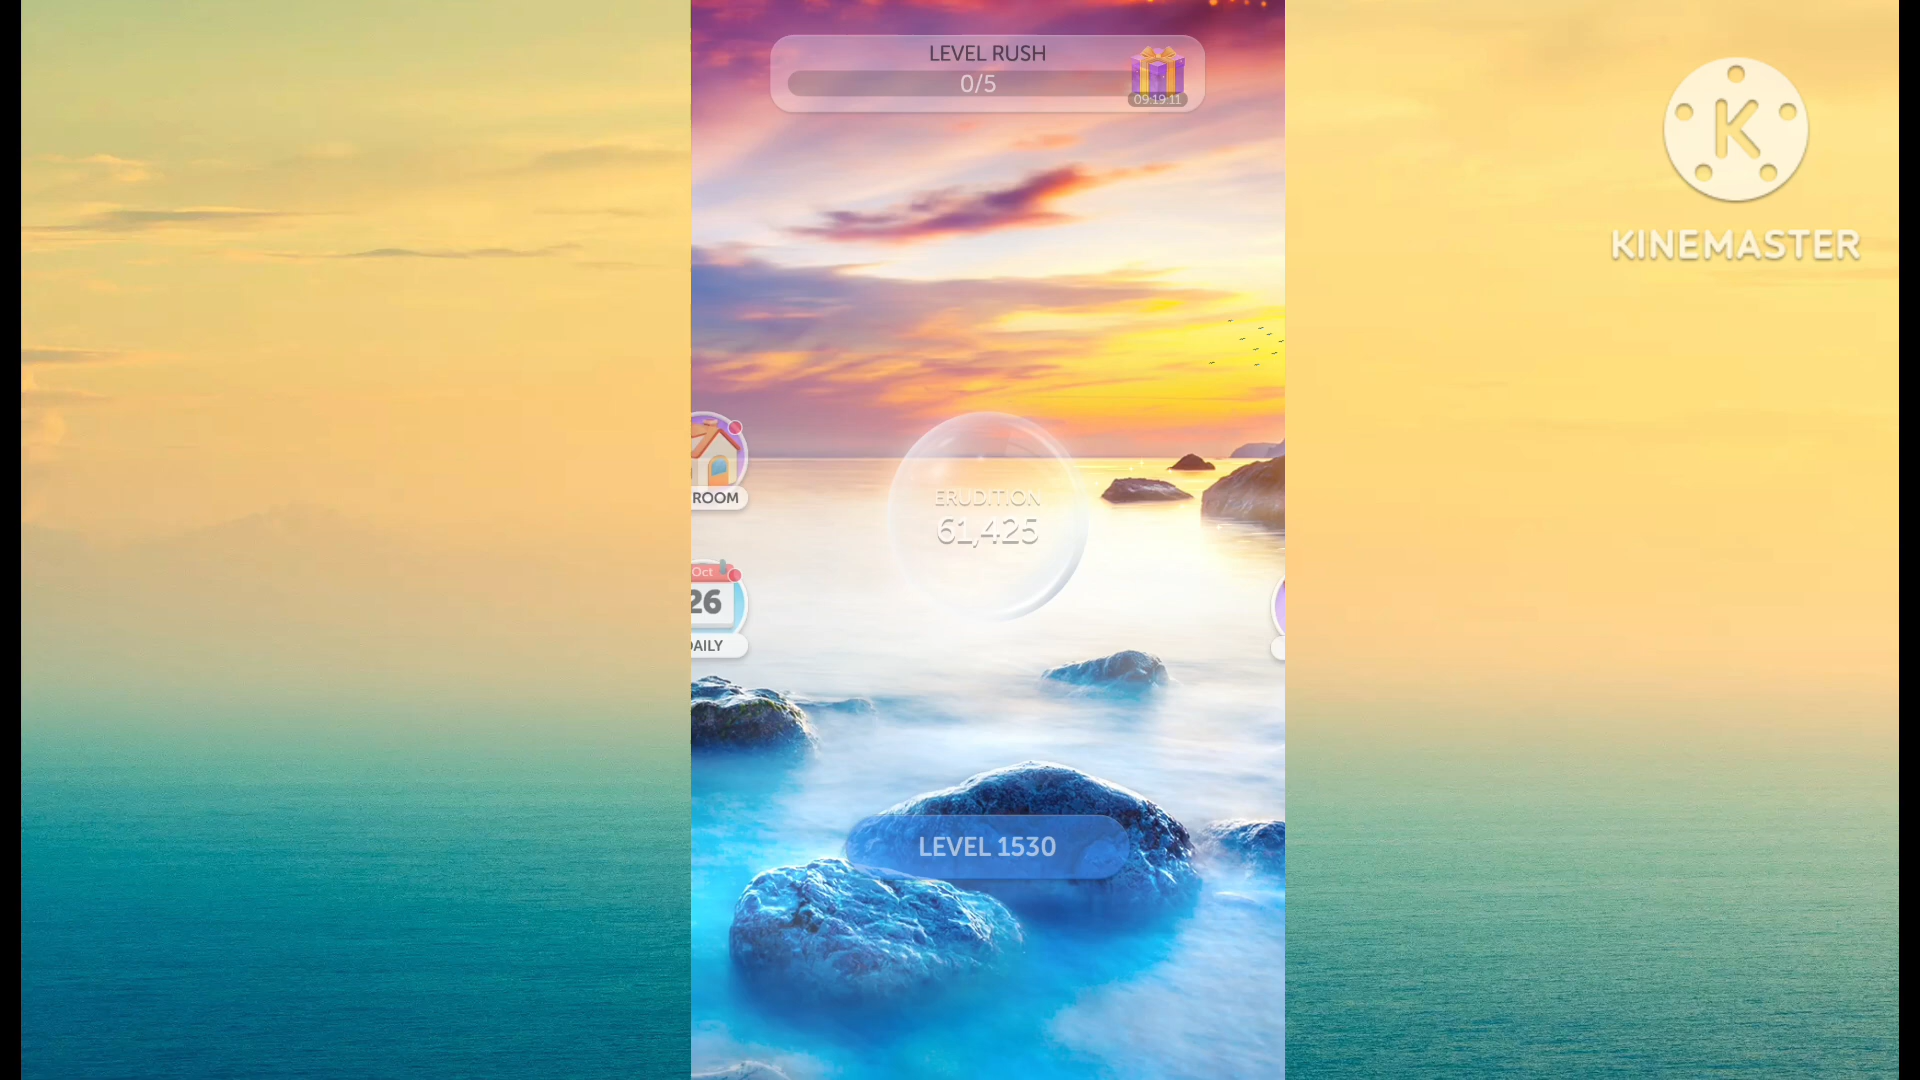 LEVEL RUSH
0/5
09:19:11
K
KINEMASTER
ROOM
ERUDITION
61,425
Oct
26
DAILY
LEVEL 1530